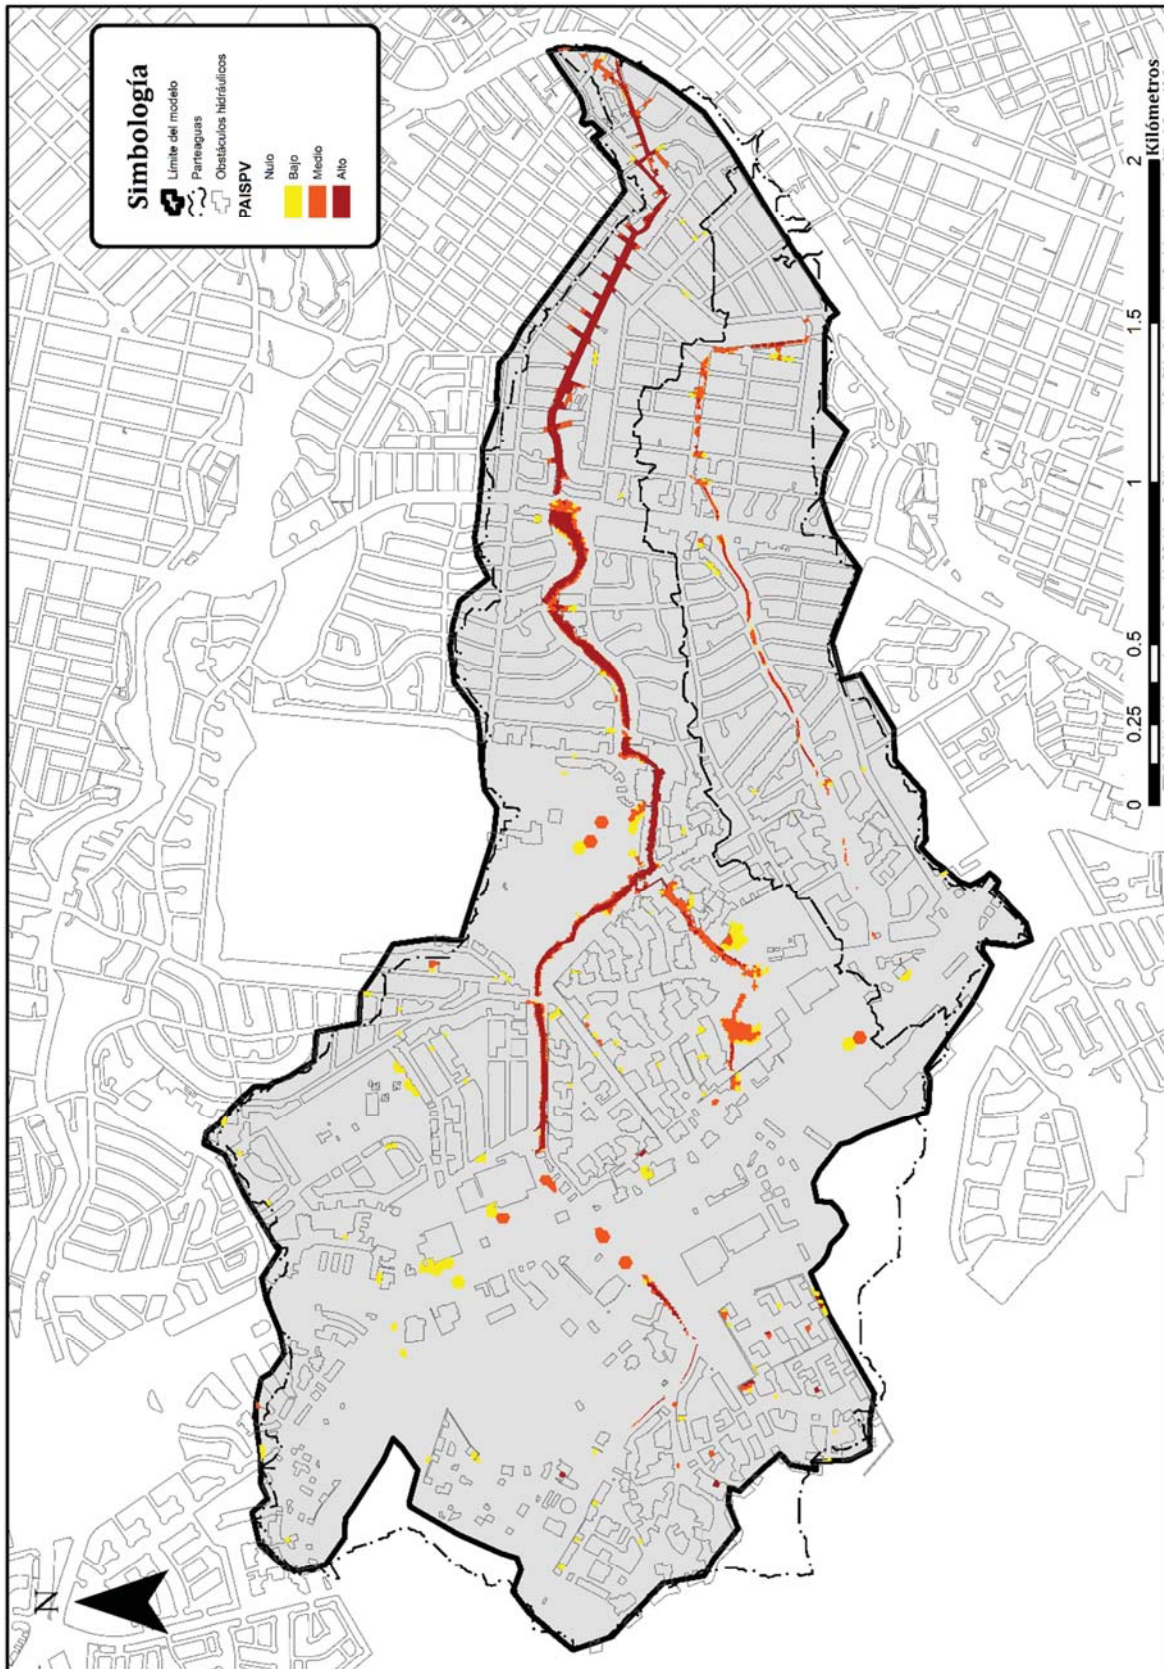 Simbología
Límite del modelo
Parteaguas
Obstáculos hidráulicos
PAISPV
Nulo
Bajo
Medio
Alto
N
0 0.25 0.5 1 1.5 2
Kilómetros